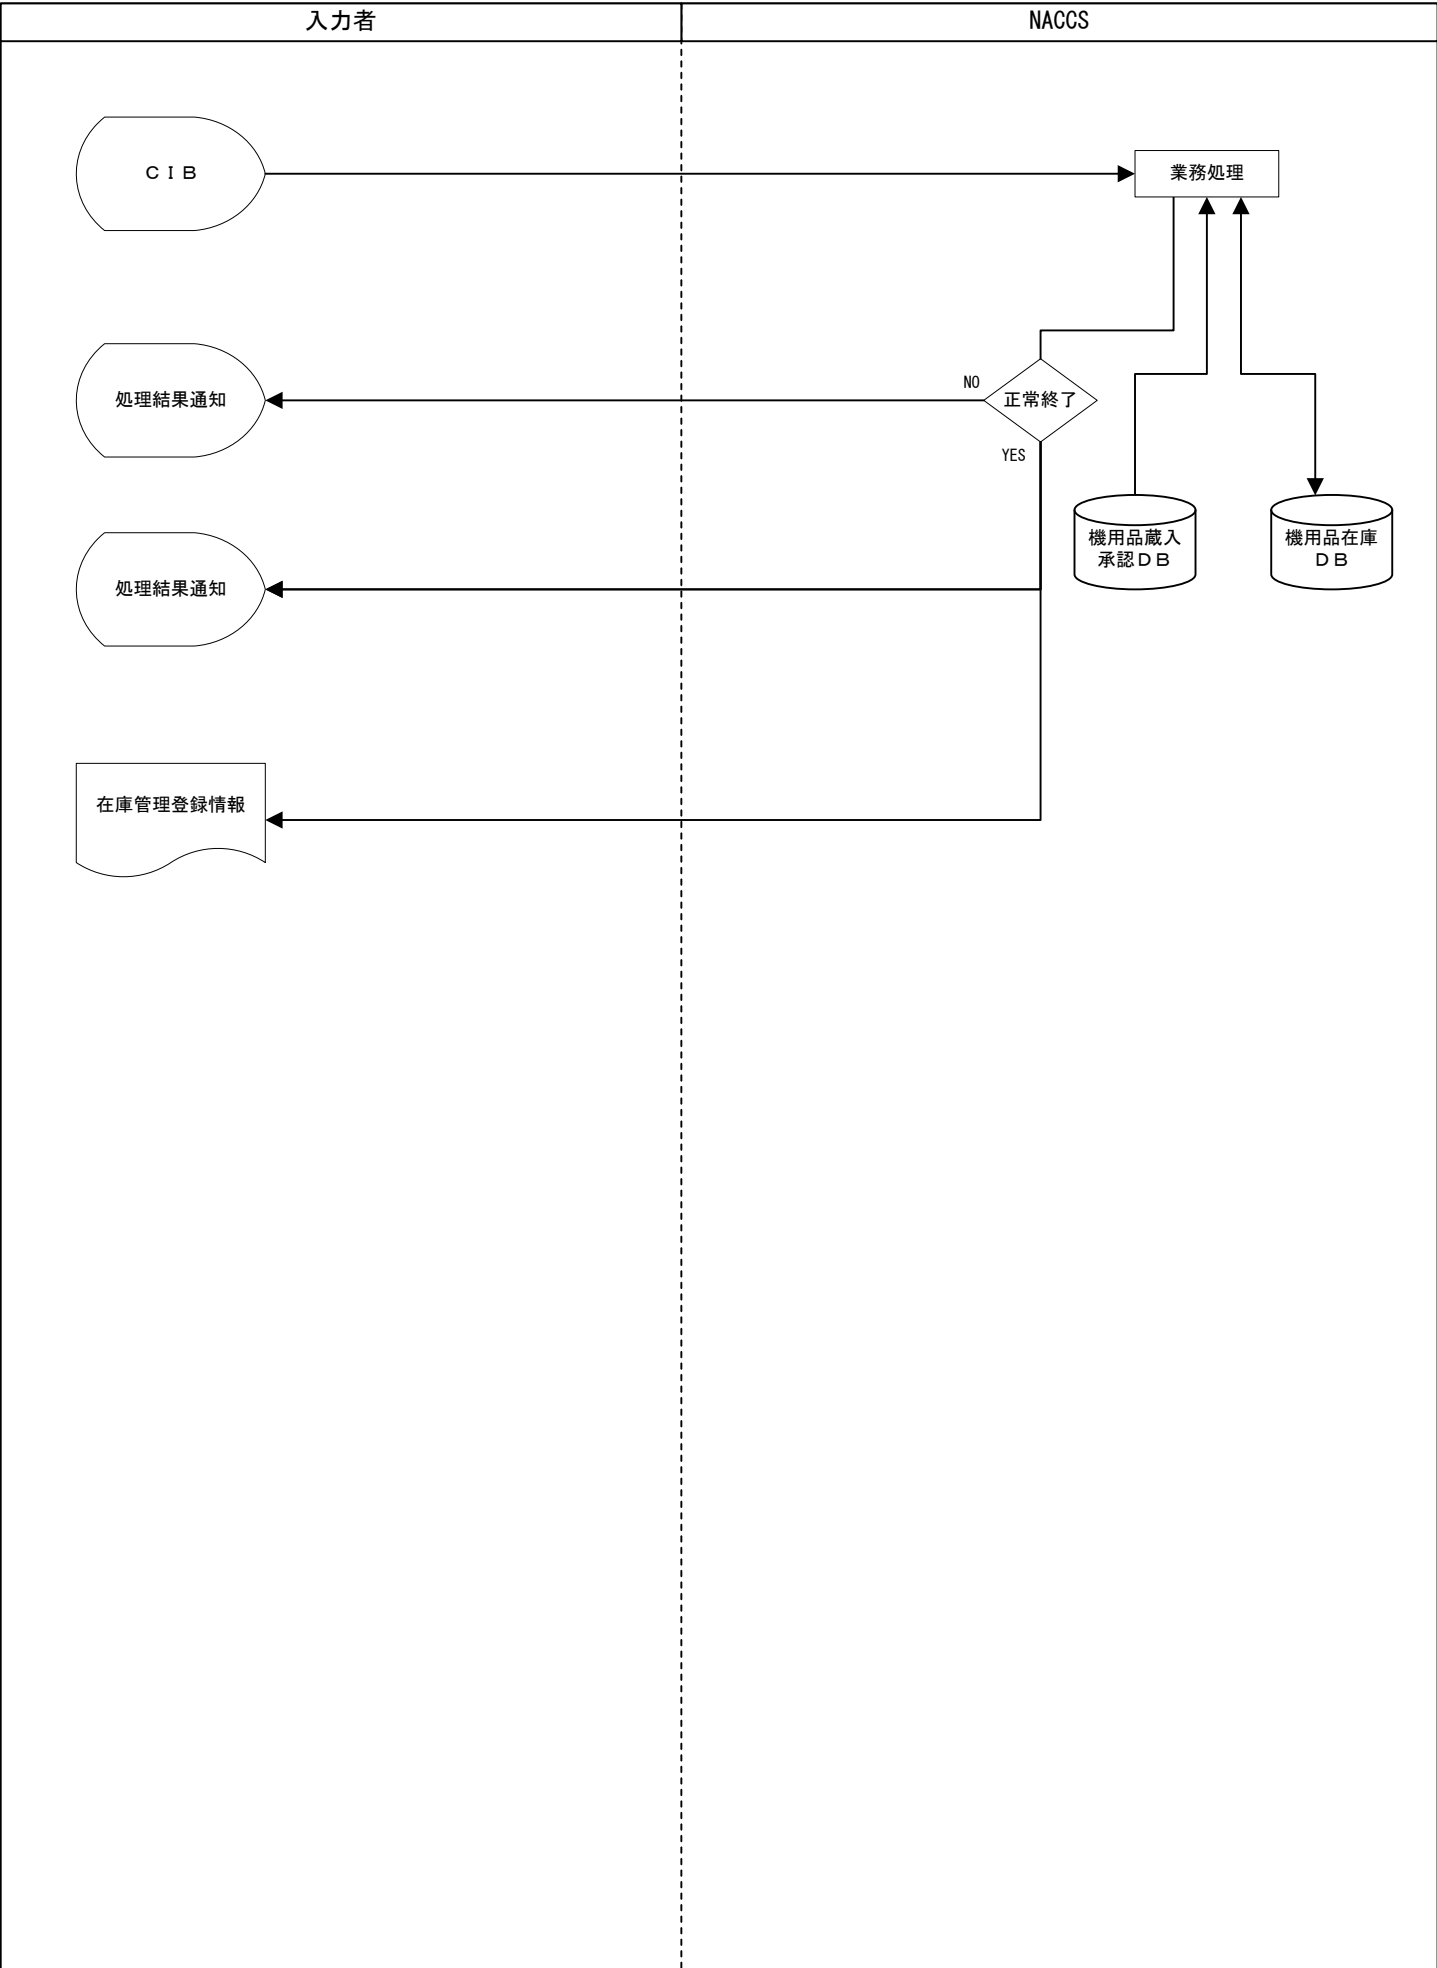 入力者
NACCS
ＣＩＢ
業務処理
処理結果通知
NO
正常終了
YES
機用品蔵入
承認ＤＢ
機用品在庫
ＤＢ
処理結果通知
在庫管理登録情報